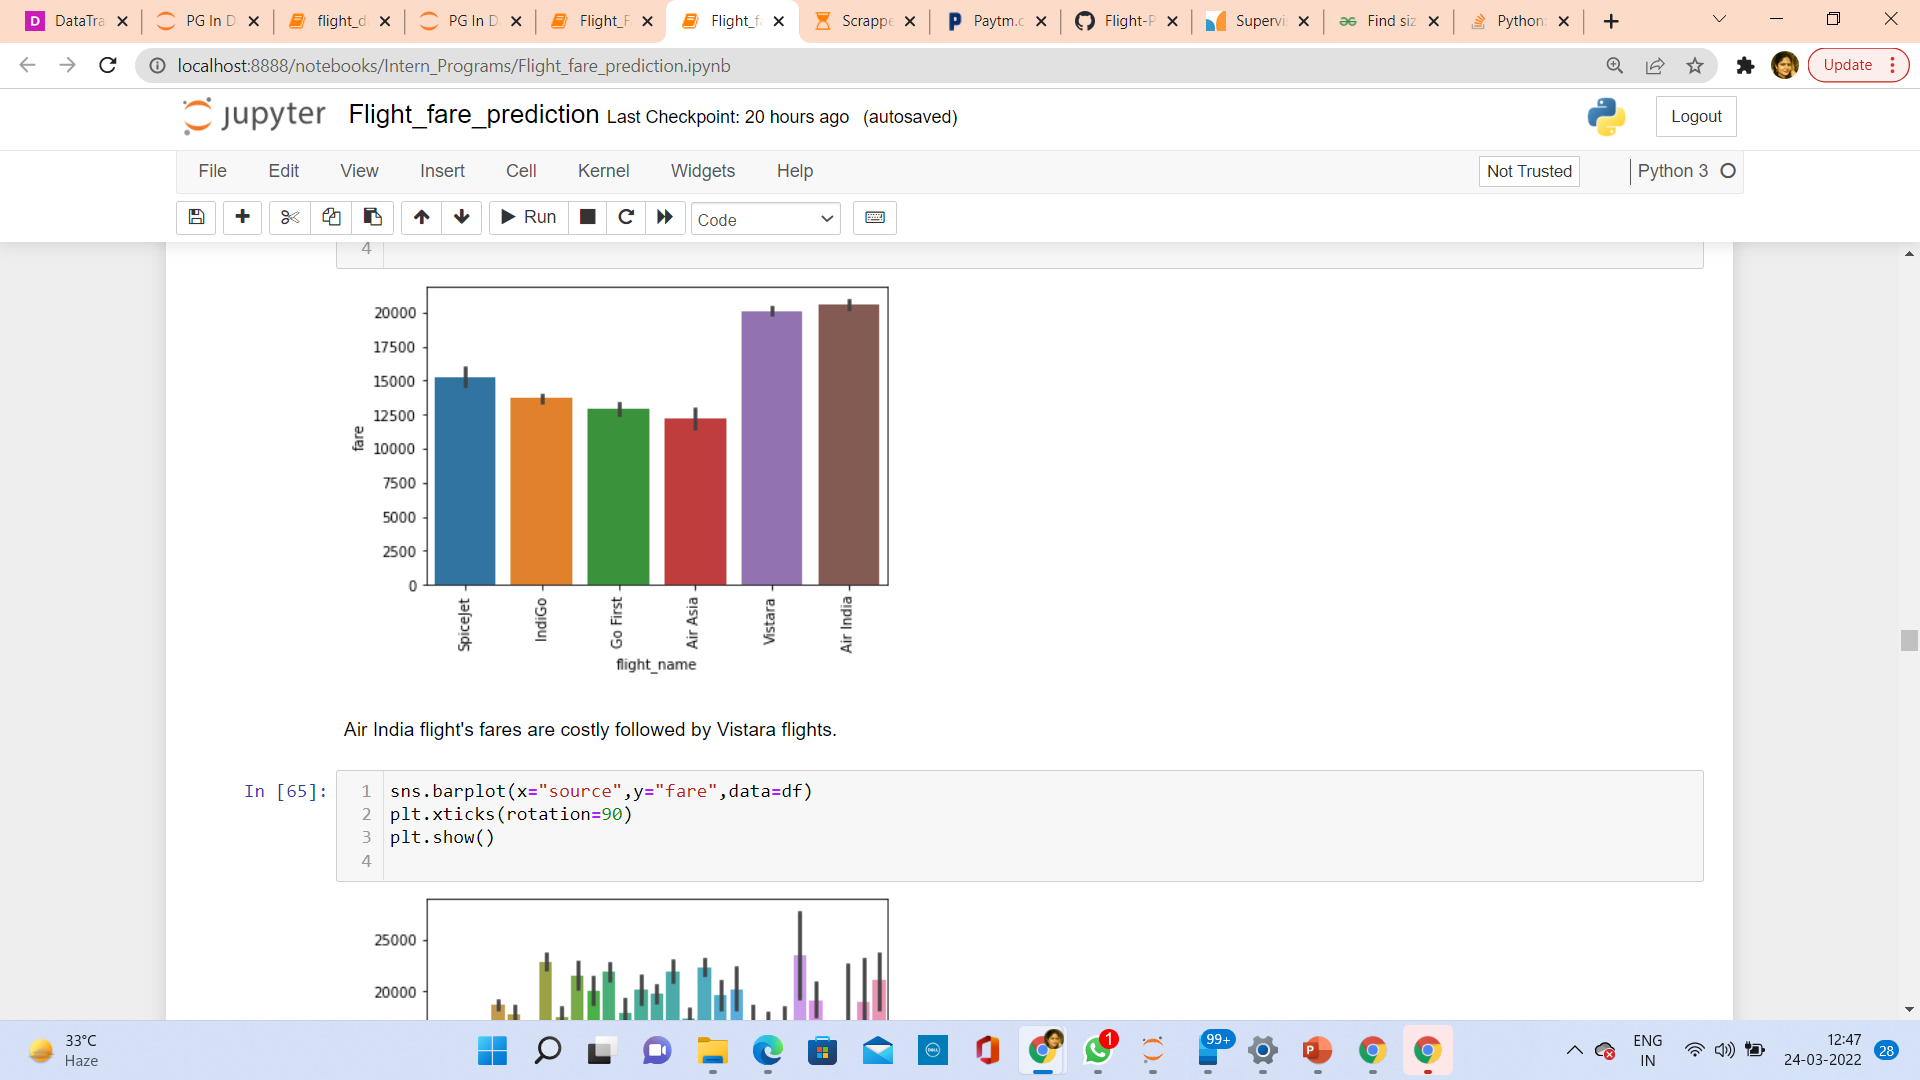 DataTra PG In D flight_d PG In D Flight_F Flight_f Scrappe Paytm.c Flight-P Supervi Find siz Python
localhost:8888/notebooks/Intern_Programs/Flight_fare_prediction.ipynb Update
jupyter Flight_fare_prediction Last Checkpoint: 20 hours ago (autosaved) Logout
File Edit View Insert Cell Kernel Widgets Help Not Trusted Python 3
Run Code
4
20000
17500
15000
12500
10000
7500
5000
2500
0
fare
SpiceJet IndiGo Go First Air Asia Vistara Air India
flight_name
Air India flight's fares are costly followed by Vistara flights.
In [65]:
1 sns.barplot(x="source",y="fare",data=df)
2 plt.xticks(rotation=90)
3 plt.show()
4
25000
20000
33°C
Haze
1
99+
ENG
IN
12:47
24-03-2022
28